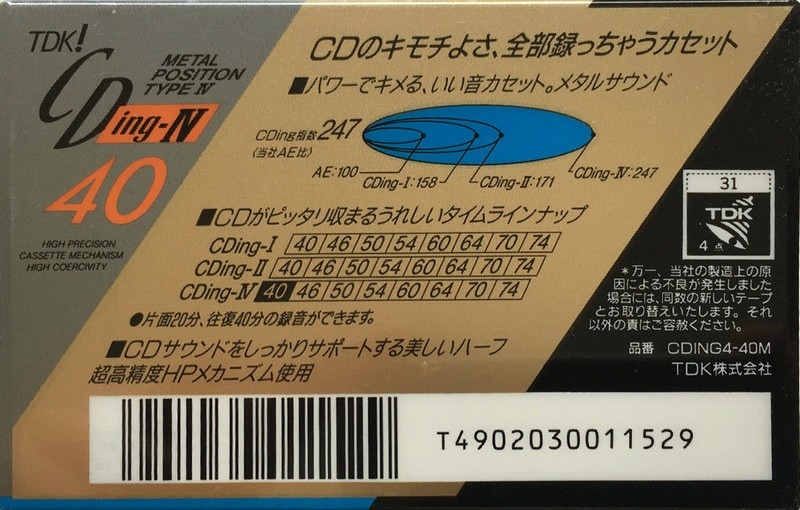 TDK!
CDing-IV
METAL
POSITION
TYPE IV
40
HIGH PRECISION
CASSETTE MECHANISM
HIGH COERCIVITY
CDのキモチよさ、全部録っちゃうカセット
■パワーでキメる、いい音カセット。メタルサウンド
CDing指数247
(当社AE比)
AE:100
CDing-I:158
CDing-II:171
CDing-IV:247
■CDがピッタリ収まるうれしいタイムラインナップ
CDing-I 40 46 50 54 60 64 70 74
CDing-II 40 46 50 54 60 64 70 74
CDing-IV 40 46 50 54 60 64 70 74
●片面20分、往復40分の録音ができます。
■CDサウンドをしっかりサポートする美しいハーフ
超高精度HPメカニズム使用
31
TDK
4点
*万一、当社の製造上の原
因による不良が発生しました
場合には、同数の新しいテープ
とお取り替えいたします。それ
以外の責はご容赦ください。
品番 CDING4-40M
TDK株式会社
T4902030011529